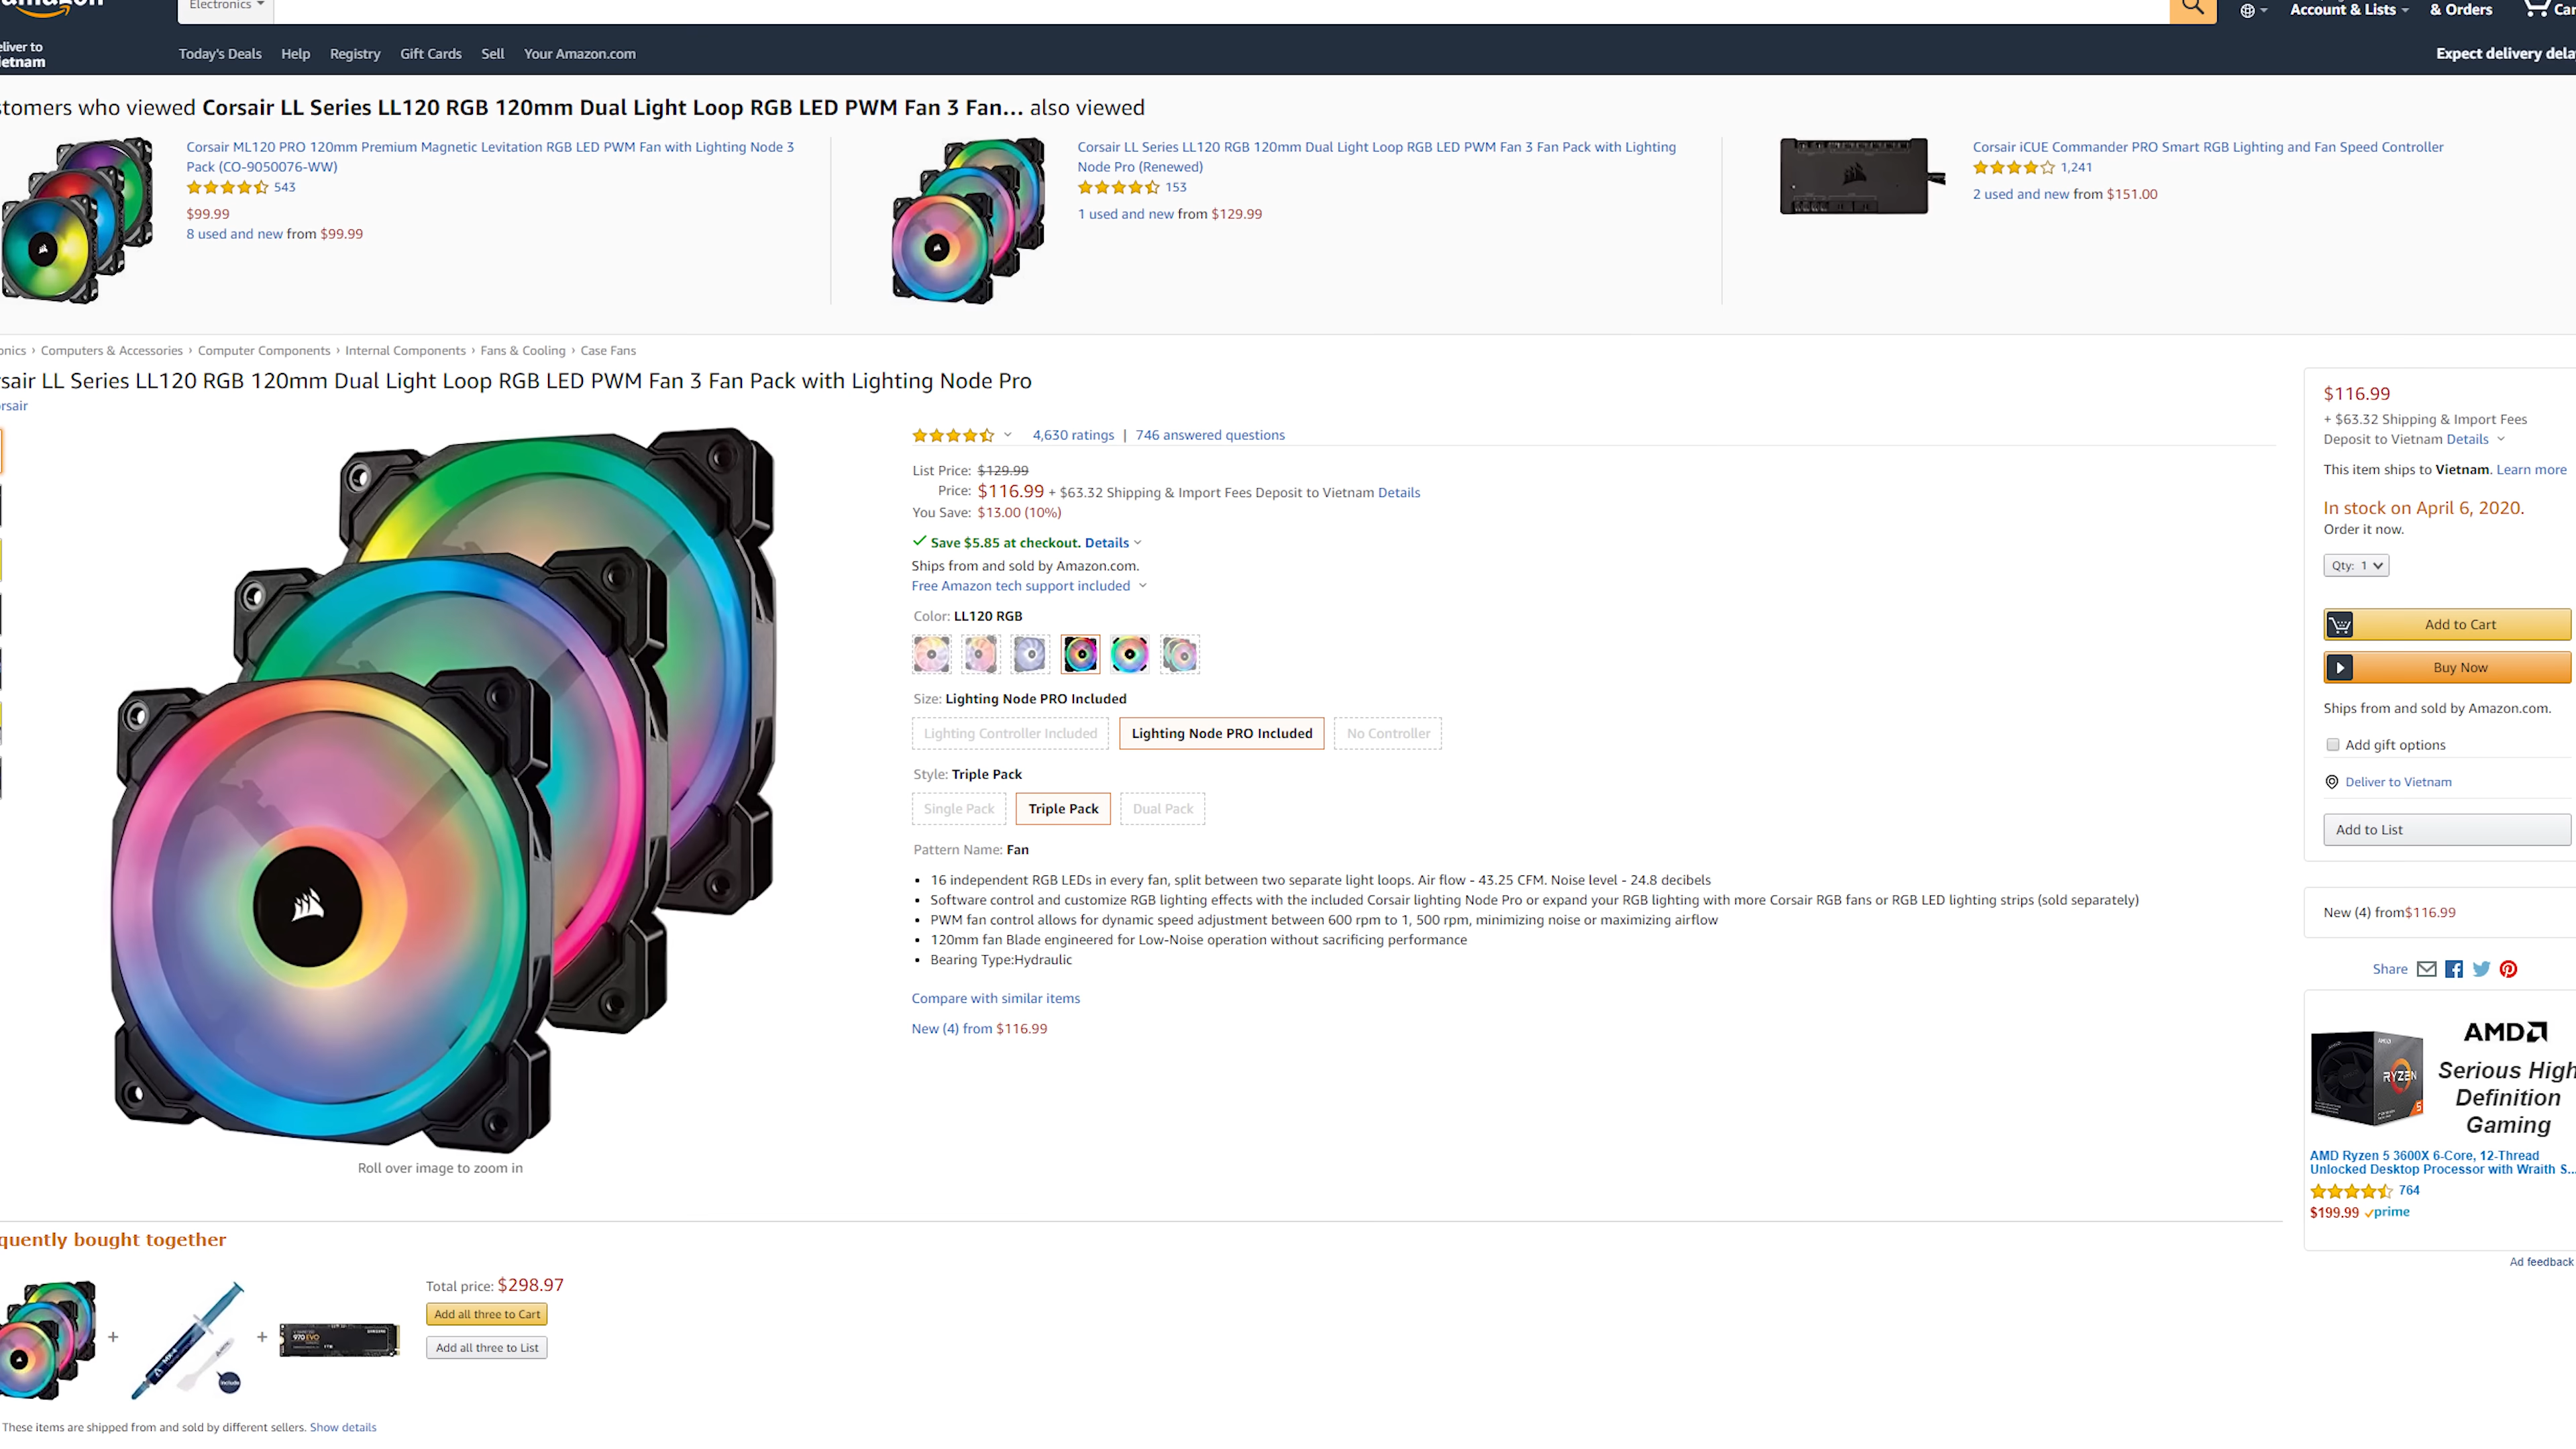 Electronics
Account & Lists
& Orders
Today's Deals Help Registry Gift Cards Sell Your Amazon.com
Expect delivery
who viewed Corsair LL Series LL120 RGB 120mm Dual Light Loop RGB LED PWM Fan 3 Fan... also viewed
Corsair ML120 PRO 120mm Premium Magnetic Levitation RGB LED PWM Fan with Lighting Node 3
Pack (CO-9050076-WW)
543
$99.99
8 used and new from $99.99
Corsair LL Series LL120 RGB 120mm Dual Light Loop RGB LED PWM Fan 3 Fan Pack with Lighting
Node Pro (Renewed)
153
1 used and new from $129.99
Corsair iCUE Commander PRO Smart RGB Lighting and Fan Speed Controller
1,241
2 used and new from $151.00
onics › Computers & Accessories › Computer Components › Internal Components › Fans & Cooling › Case Fans
sair LL Series LL120 RGB 120mm Dual Light Loop RGB LED PWM Fan 3 Fan Pack with Lighting Node Pro
rsair
Roll over image to zoom in
4,630 ratings | 746 answered questions
List Price: $129.99
Price: $116.99 + $63.32 Shipping & Import Fees Deposit to Vietnam Details
You Save: $13.00 (10%)
Save $5.85 at checkout. Details
Ships from and sold by Amazon.com.
Free Amazon tech support included
Color: LL120 RGB
Size: Lighting Node PRO Included
Lighting Controller Included Lighting Node PRO Included No Controller
Style: Triple Pack
Single Pack Triple Pack Dual Pack
Pattern Name: Fan
• 16 independent RGB LEDs in every fan, split between two separate light loops. Air flow - 43.25 CFM. Noise level - 24.8 decibels
• Software control and customize RGB lighting effects with the included Corsair lighting Node Pro or expand your RGB lighting with more Corsair RGB fans or RGB LED lighting strips (sold separately)
• PWM fan control allows for dynamic speed adjustment between 600 rpm to 1, 500 rpm, minimizing noise or maximizing airflow
• 120mm fan Blade engineered for Low-Noise operation without sacrificing performance
• Bearing Type:Hydraulic
Compare with similar items
New (4) from $116.99
$116.99
+ $63.32 Shipping & Import Fees
Deposit to Vietnam Details
This item ships to Vietnam. Learn more
In stock on April 6, 2020.
Order it now.
Qty: 1
Add to Cart
Buy Now
Ships from and sold by Amazon.com.
Add gift options
Deliver to Vietnam
Add to List
New (4) from$116.99
Share
AMD
RYZEN
5
Serious High
Definition
Gaming
AMD Ryzen 5 3600X 6-Core, 12-Thread
Unlocked Desktop Processor with Wraith S...
764
$199.99 prime
Ad feedback
quently bought together
970 EVO
Total price: $298.97
Add all three to Cart
Add all three to List
These items are shipped from and sold by different sellers. Show details